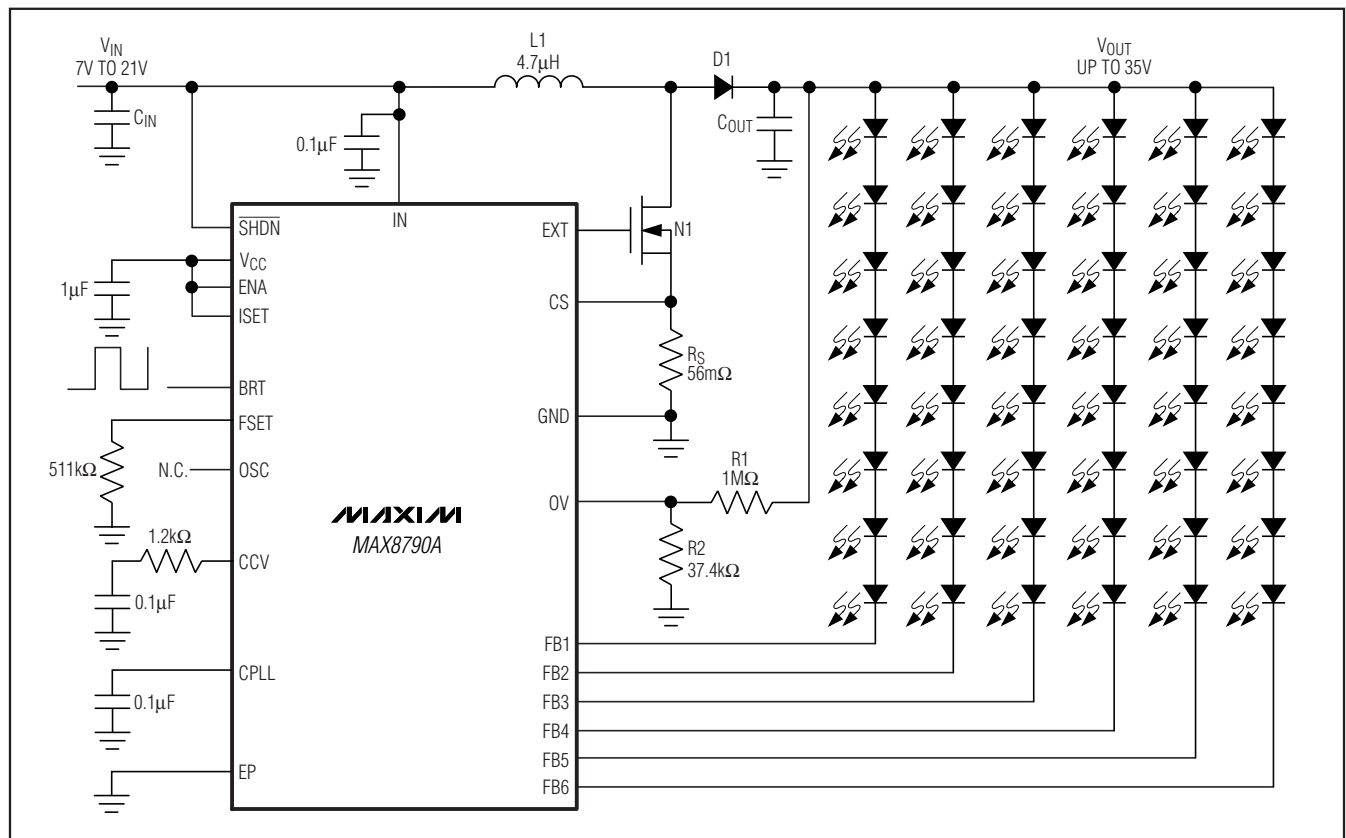 VIN
7V TO 21V
L1
4.7µH
D1
VOUT
UP TO 35V
CIN
0.1µF
COUT
SHDN
IN
EXT
N1
VCC
1µF
ENA
ISET
CS
RS
56mΩ
BRT
GND
FSET
511kΩ
N.C.
OSC
R1
1MΩ
OV
MAXIM
MAX8790A
R2
37.4kΩ
1.2kΩ
CCV
0.1µF
FB1
FB2
CPLL
0.1µF
FB3
FB4
FB5
EP
FB6